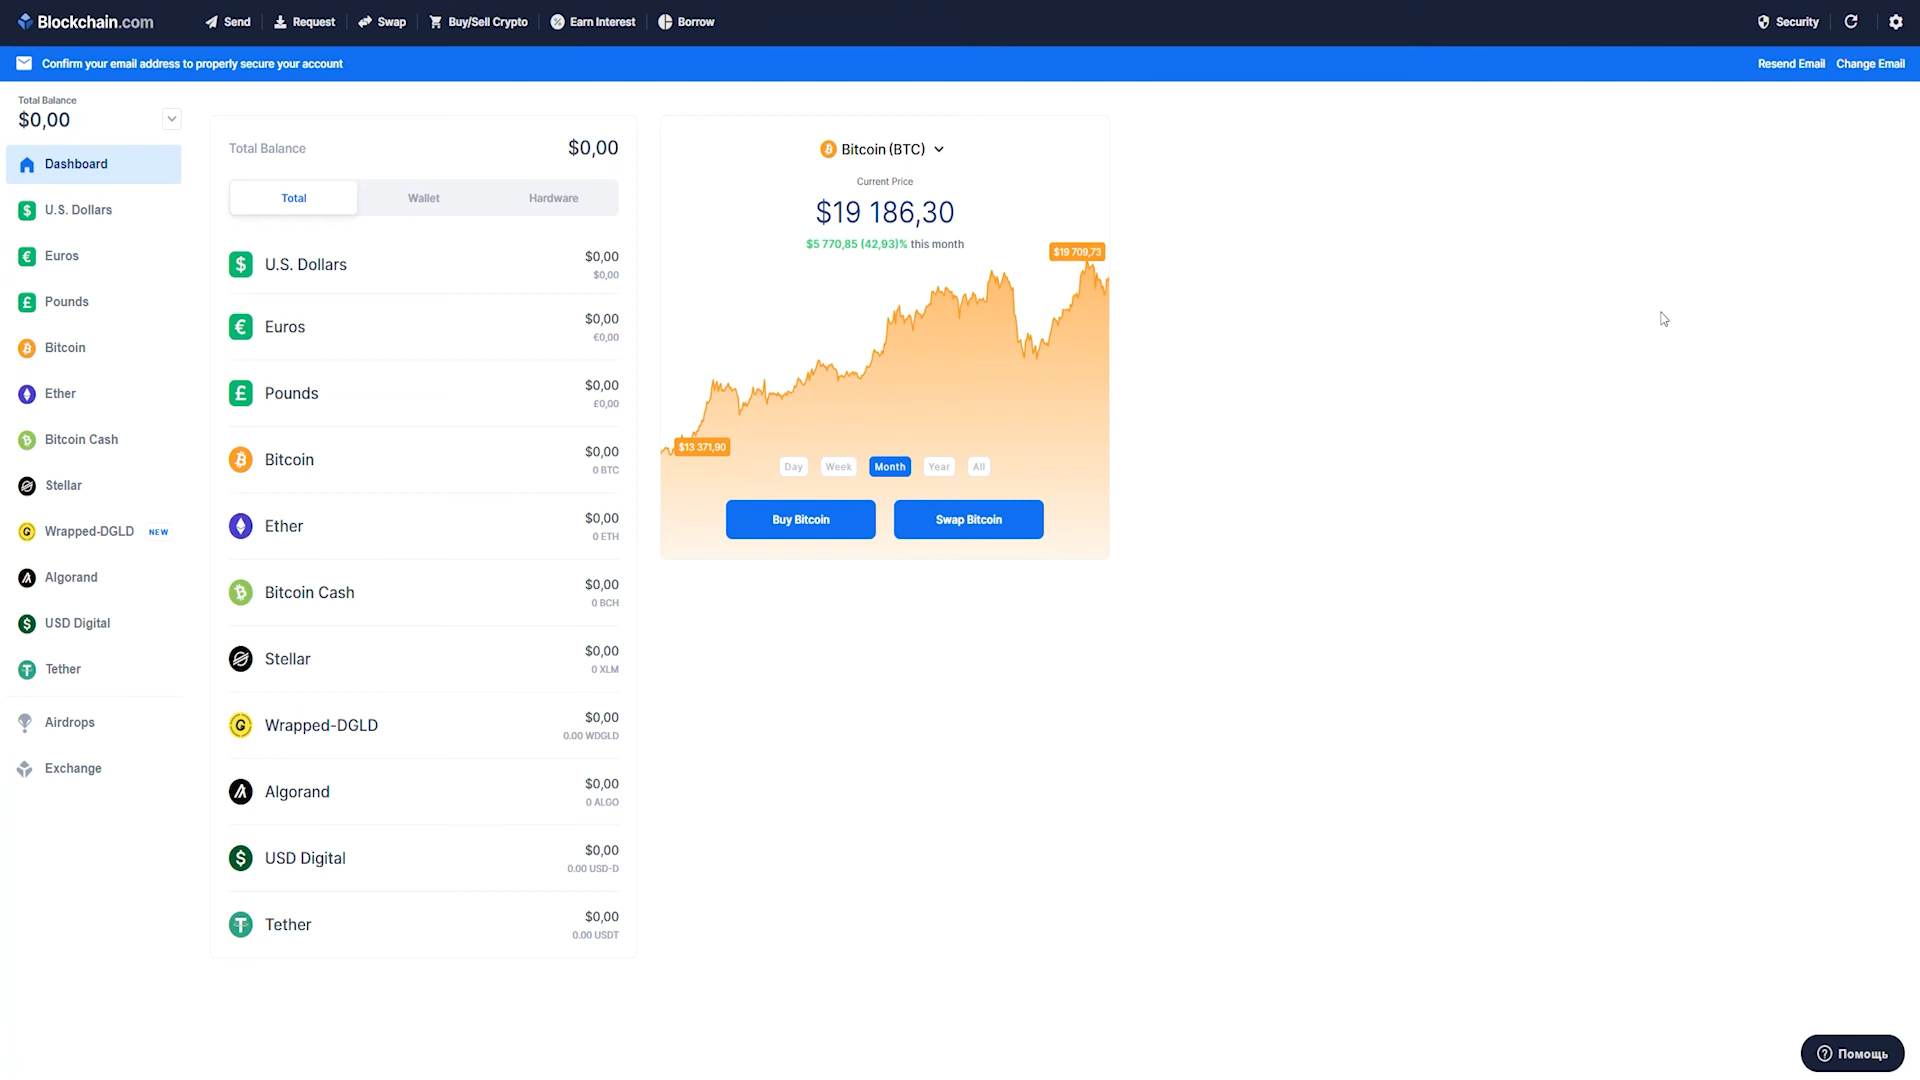 Blockchain.com
Send
Request
Swap
Buy/Sell Crypto
Earn Interest
Borrow
Security
Confirm your email address to properly secure your account
Resend Email
Change Email
Total Balance
$0,00
Dashboard
U.S. Dollars
Euros
Pounds
Bitcoin
Ether
Bitcoin Cash
Stellar
Wrapped-DGLD NEW
Algorand
USD Digital
Tether
Airdrops
Exchange
Total Balance
$0,00
Total
Wallet
Hardware
U.S. Dollars
$0,00
$0,00
Euros
$0,00
€0,00
Pounds
$0,00
£0,00
Bitcoin
$0,00
0 BTC
Ether
$0,00
0 ETH
Bitcoin Cash
$0,00
0 BCH
Stellar
$0,00
0 XLM
Wrapped-DGLD
$0,00
0.00 WDGLD
Algorand
$0,00
0 ALGO
USD Digital
$0,00
0.00 USD-D
Tether
$0,00
0.00 USDT
Bitcoin (BTC)
Current Price
$19 186,30
$5 770,85 (42,93)% this month
$19 709,73
$13 371,90
Day
Week
Month
Year
All
Buy Bitcoin
Swap Bitcoin
Помощь